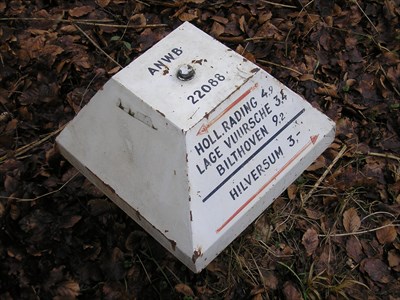 ANWB.
22088
HOLL.RADING 4.9
LAGE VUURSCHE 3.4
BILTHOVEN 9.2
HILVERSUM 3.-